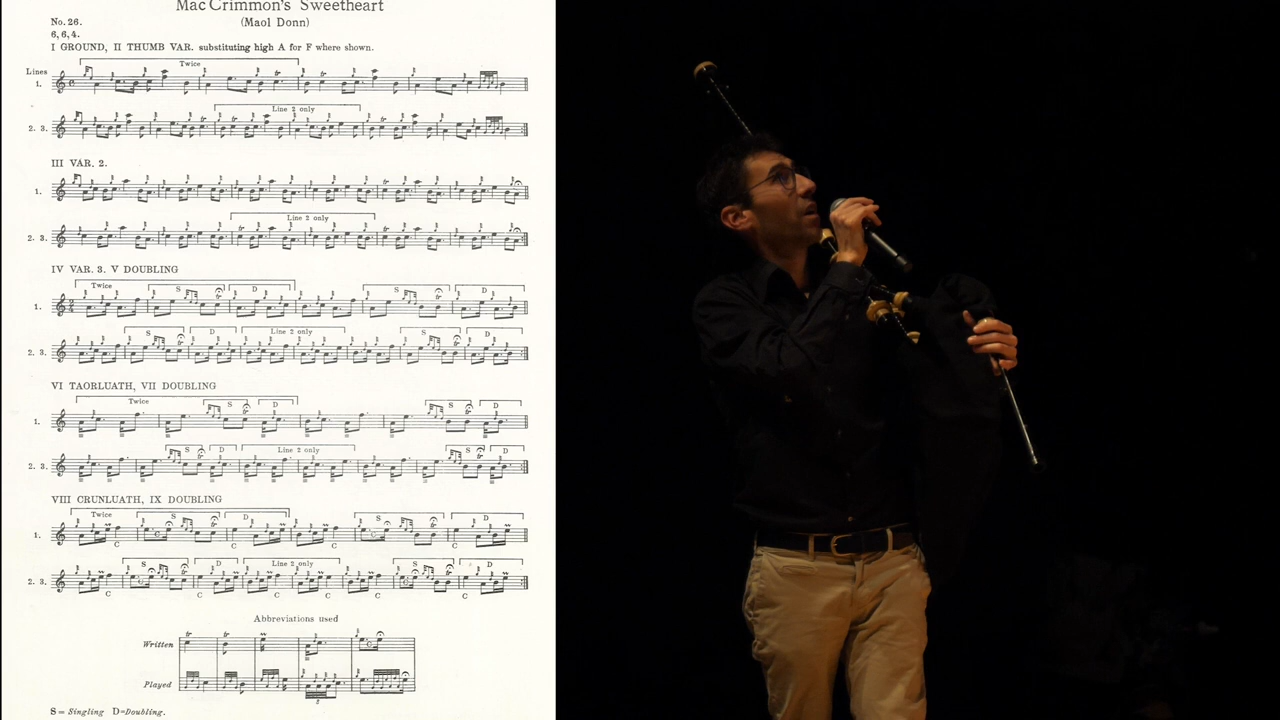 MacCrimmon's Sweetheart
No. 26.
(Maol Donn)
6, 6, 4.
I GROUND, II THUMB VAR. substituting high A for F where shown.
Twice
Lines
1.
Line 2 only
2. 3.
III VAR. 2.
1.
Line 2 only
2. 3.
IV VAR. 3. V DOUBLING
Twice S D S D
1.
S D Line 2 only S D
2. 3.
VI TAORLUATH, VII DOUBLING
Twice S D S D
1.
S D Line 2 only S D
2. 3.
VIII CRUNLUATH, IX DOUBLING
Twice S D S D
1.
C C C C
S D Line 2 only S D
2. 3.
C C C C C
Abbreviations used
Written
Played
3
S = Singling D=Doubling.